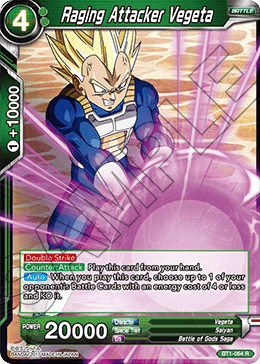 4
Raging Attacker Vegeta
BATTLE
+10000
SAMPLE
Double Strike
Counter: Attack Play this card from your hand.
Auto When you play this card, choose up to 1 of your
opponent's Battle Cards with an energy cost of 4 or less
and KO it.
POWER 20000
Character Vegeta
Saiyan
Battle of Gods Saga
BT1-064 R